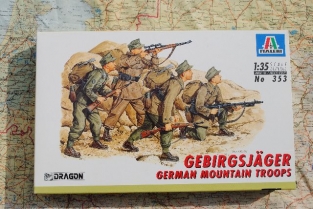 ITALERI
1:35
No 353
GEBIRGSJÄGER
GERMAN MOUNTAIN TROOPS
DRAGON